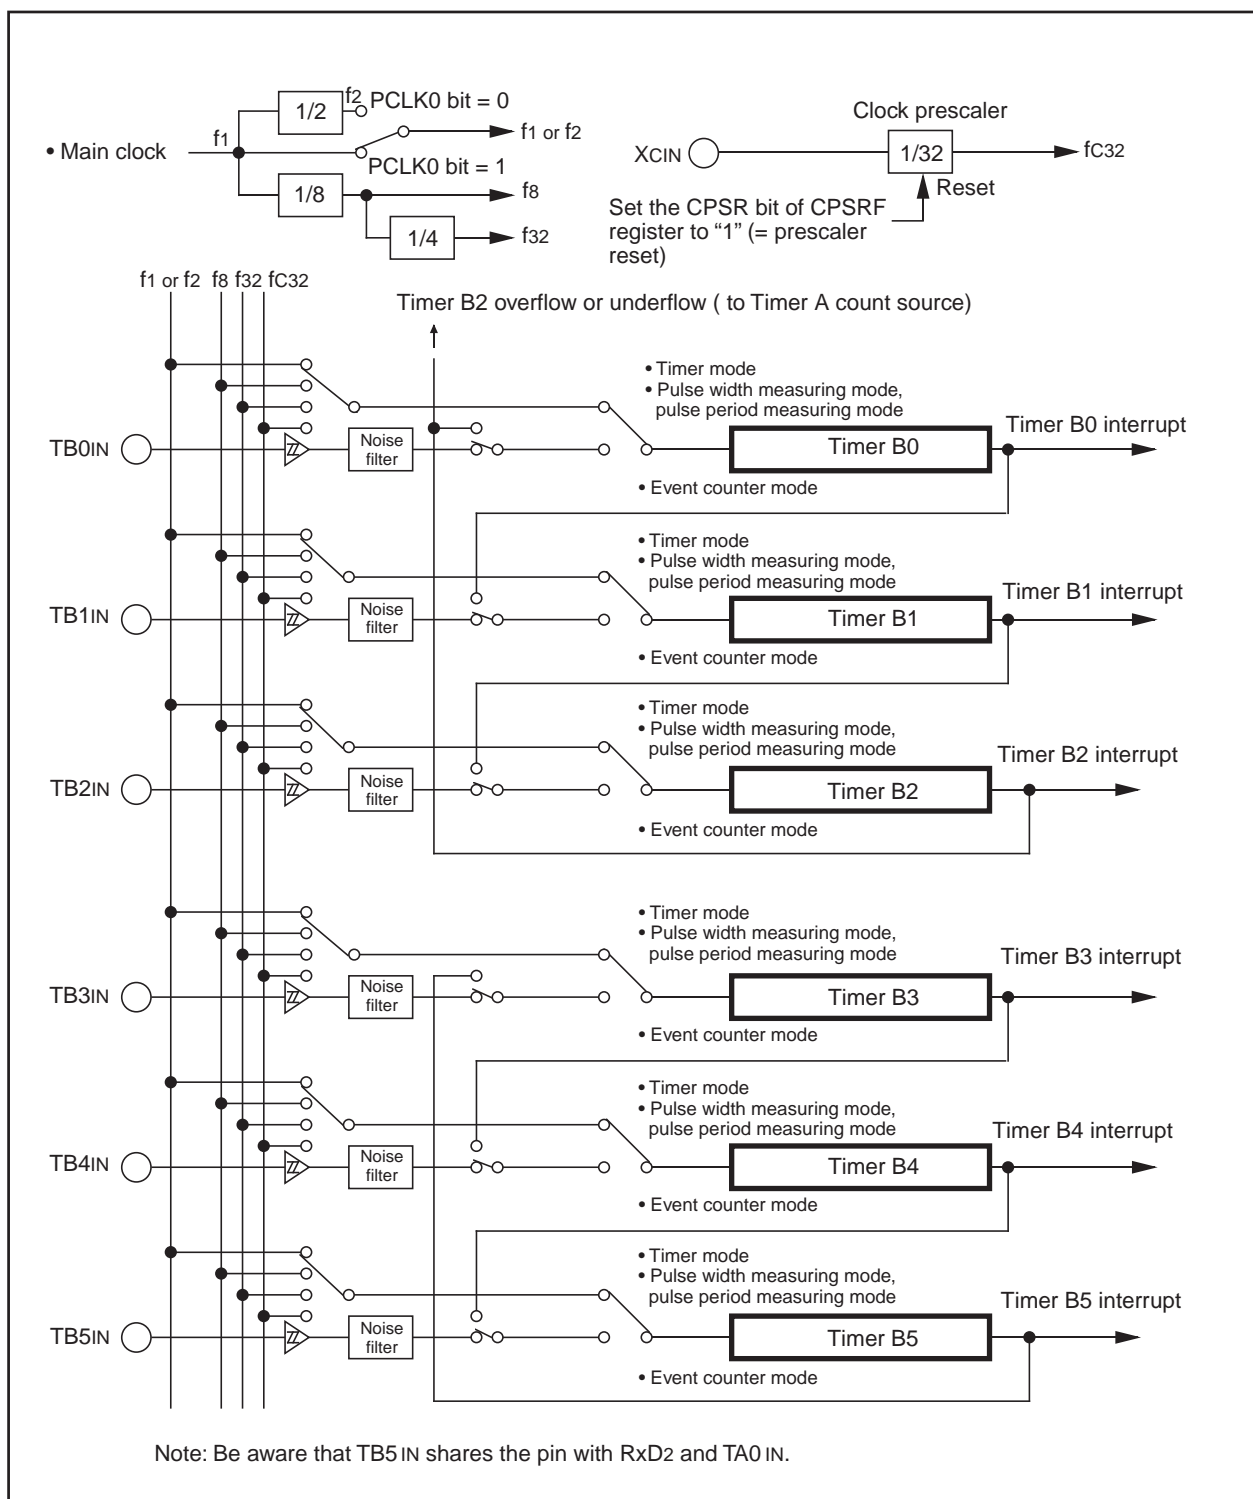 1/2
f2
PCLK0 bit = 0
f1
f1 or f2
• Main clock
PCLK0 bit = 1
1/8
f8
1/4
f32
Clock prescaler
XCIN
1/32
fC32
Reset
Set the CPSR bit of CPSRF
register to “1” (= prescaler
reset)
f1 or f2 f8 f32 fC32
Timer B2 overflow or underflow ( to Timer A count source)
• Timer mode
• Pulse width measuring mode,
pulse period measuring mode
TB0IN
Noise
filter
Timer B0
Timer B0 interrupt
• Event counter mode
• Timer mode
• Pulse width measuring mode,
pulse period measuring mode
TB1IN
Noise
filter
Timer B1
Timer B1 interrupt
• Event counter mode
• Timer mode
• Pulse width measuring mode,
pulse period measuring mode
TB2IN
Noise
filter
Timer B2
Timer B2 interrupt
• Event counter mode
• Timer mode
• Pulse width measuring mode,
pulse period measuring mode
TB3IN
Noise
filter
Timer B3
Timer B3 interrupt
• Event counter mode
• Timer mode
• Pulse width measuring mode,
pulse period measuring mode
TB4IN
Noise
filter
Timer B4
Timer B4 interrupt
• Event counter mode
• Timer mode
• Pulse width measuring mode,
pulse period measuring mode
TB5IN
Noise
filter
Timer B5
Timer B5 interrupt
• Event counter mode
Note: Be aware that TB5IN shares the pin with RxD2 and TA0IN.